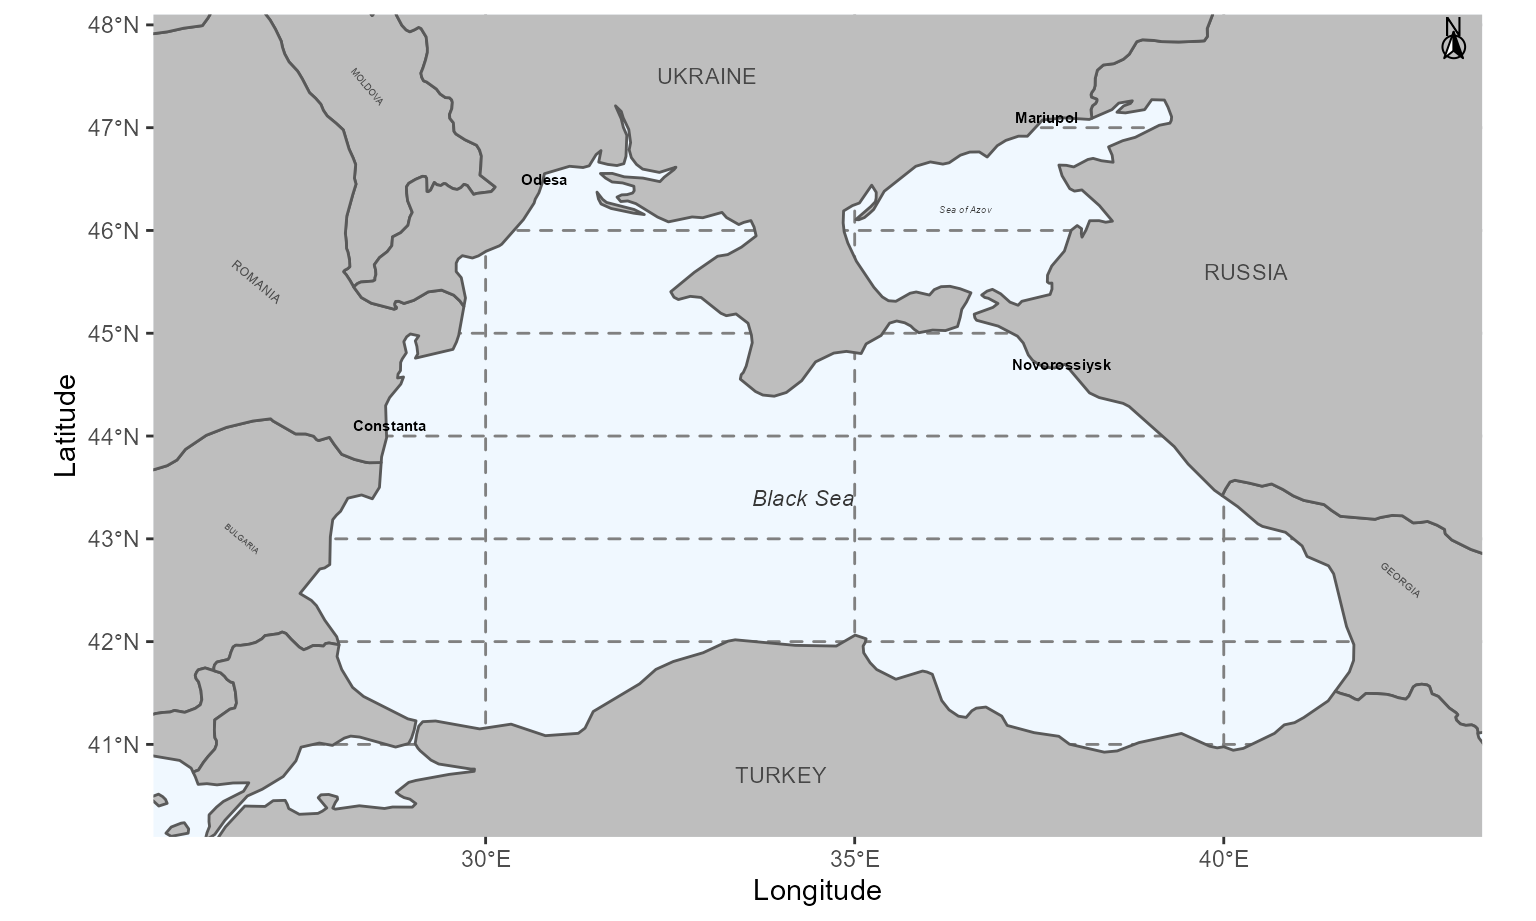 48°N
N
UKRAINE
MOLDOVA
47°N
Mariupol
Odesa
Sea of Azov
46°N
ROMANIA
RUSSIA
45°N
Novorossiysk
Latitude
44°N
Constanta
Black Sea
43°N
BULGARIA
GEORGIA
42°N
41°N
TURKEY
30°E
35°E
40°E
Longitude